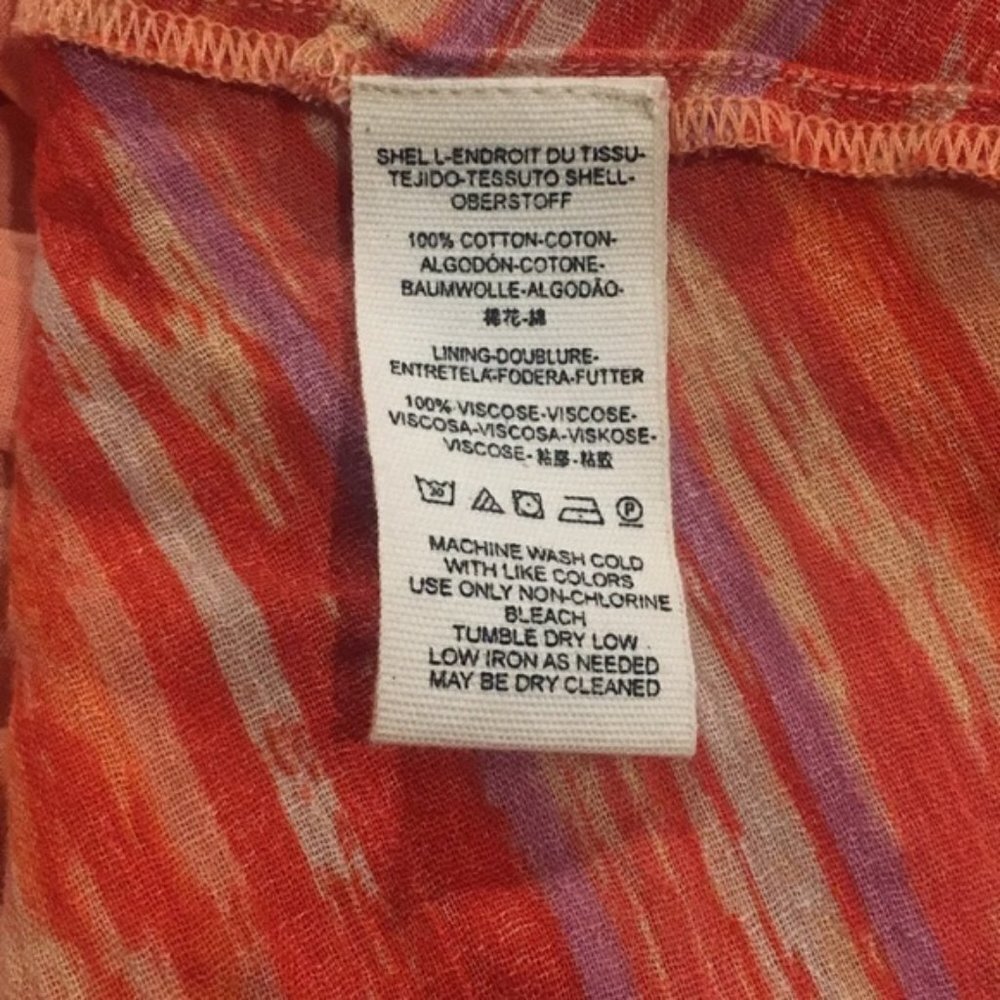 SHELL-ENDROIT DU TISSU-
TEJIDO-TESSUTO SHELL-
OBERSTOFF
100% COTTON-COTON-
ALGODÓN-COTONE-
BAUMWOLLE-ALGODÃO-
棉花-綿
LINING-DOUBLURE-
ENTRETELA-FODERA-FUTTER
100% VISCOSE-VISCOSE-
VISCOSA-VISCOSA-VISKOSE-
VISCOSE-粘膠-粘胶
30 P
MACHINE WASH COLD
WITH LIKE COLORS
USE ONLY NON-CHLORINE
BLEACH
TUMBLE DRY LOW
LOW IRON AS NEEDED
MAY BE DRY CLEANED